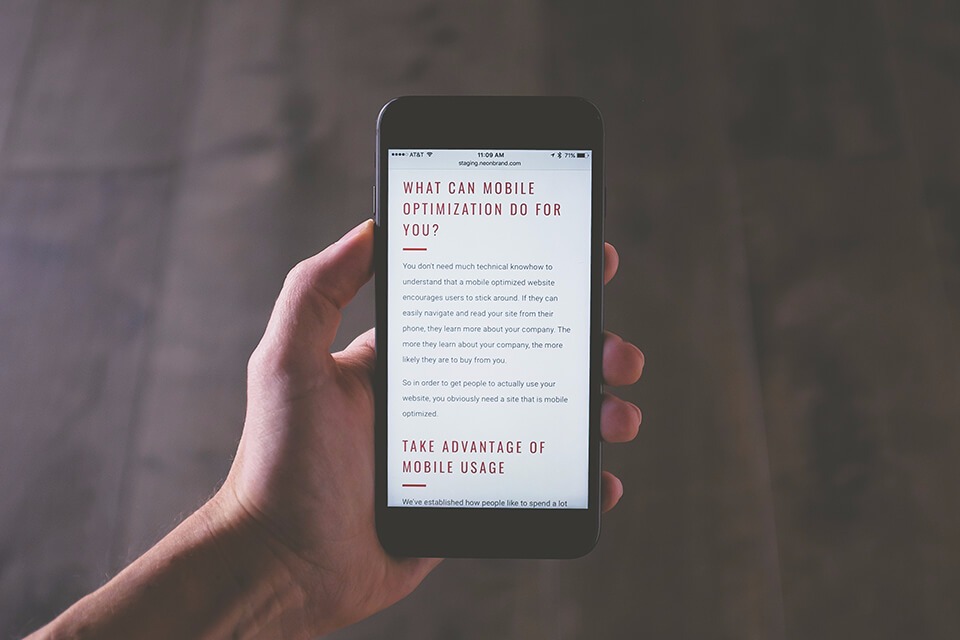 AT&T 11:09 AM 71%
staging.neonbrand.com
WHAT CAN MOBILE
OPTIMIZATION DO FOR
YOU?
You don't need much technical knowhow to
understand that a mobile optimized website
encourages users to stick around. If they can
easily navigate and read your site from their
phone, they learn more about your company. The
more they learn about your company, the more
likely they are to buy from you.
So in order to get people to actually use your
website, you obviously need a site that is mobile
optimized.
TAKE ADVANTAGE OF
MOBILE USAGE
We've established how people like to spend a lot